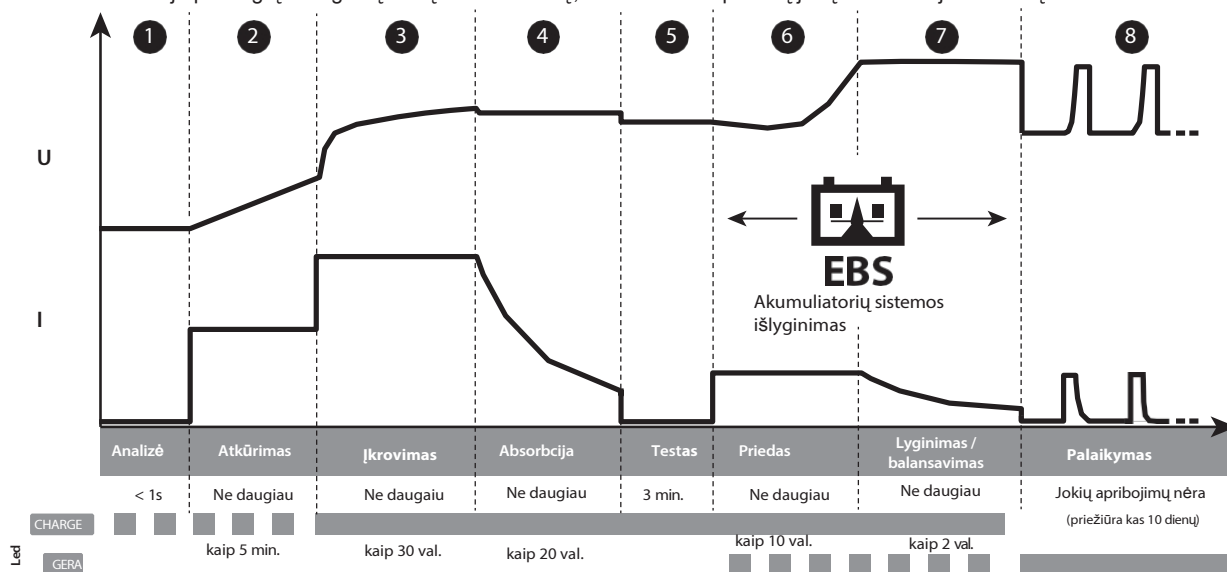 1 2 3 4 5 6 7 8
U
EBS
Akumuliatorių sistemos
išlyginimas
I
Analizė Atkūrimas Įkrovimas Absorbcija Testas Priedas Lyginimas / balansavimas Palaikymas
< 1s Ne daugiau Ne daugaiu Ne daugiau 3 min. Ne daugiau Ne daugiau Jokių apribojimų nėra
(priežiūra kas 10 dienų)
CHARGE
kaip 5 min. kaip 30 val. kaip 20 val. kaip 10 val. kaip 2 val.
Led
GERA